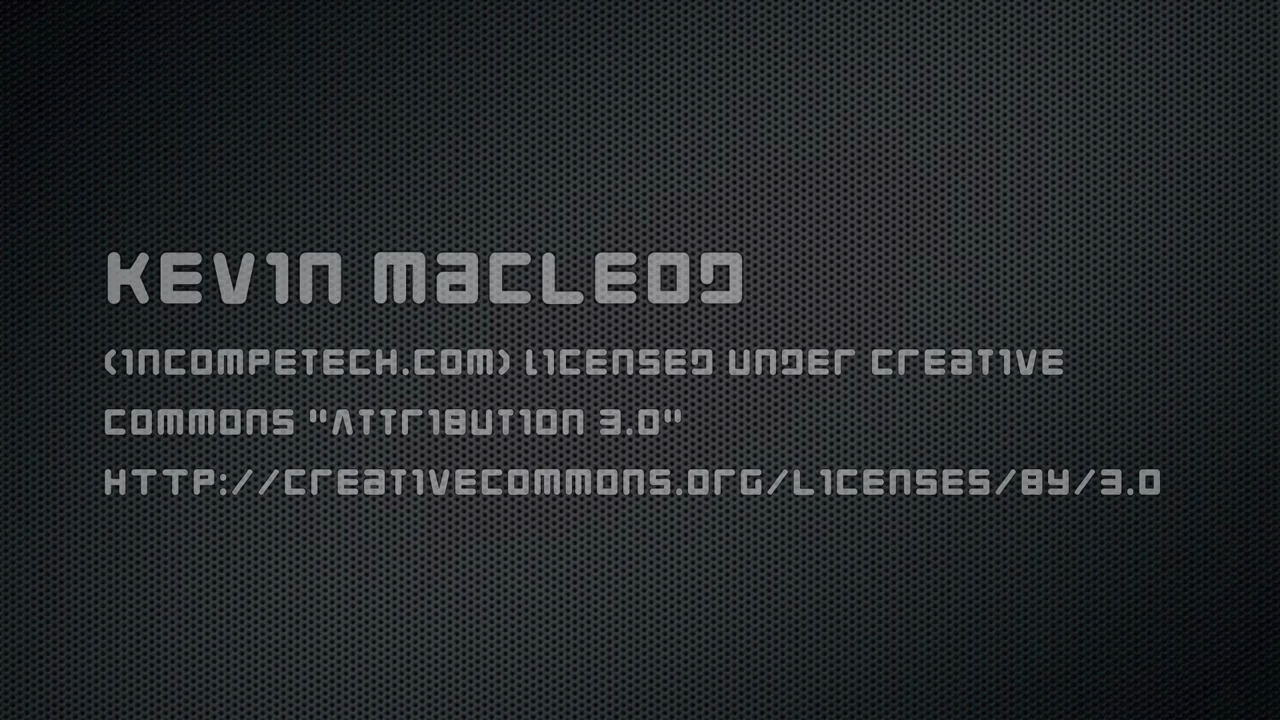 Kevin MacLeod
(incompetech.com) Licensed under Creative
Commons "Attribution 3.0"
http://creativecommons.org/licenses/by/3.0